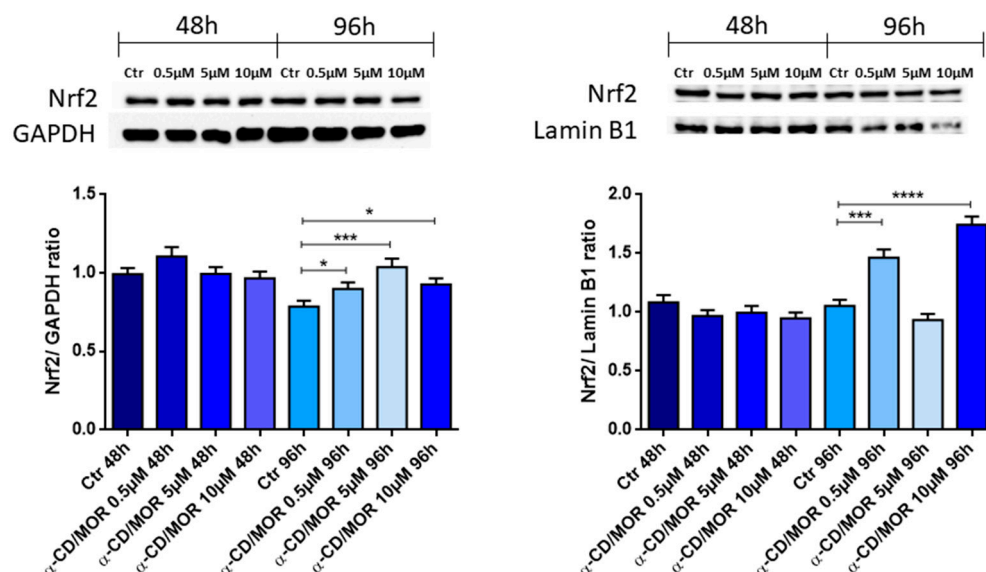 48h 96h
Ctr 0.5µM 5µM 10µM Ctr 0.5µM 5µM 10µM
Nrf2
GAPDH
1.5
1.0
0.5
0.0
Nrf2/ GAPDH ratio
*
***
*
Ctr 48h
α-CD/MOR 0.5µM 48h
α-CD/MOR 5µM 48h
α-CD/MOR 10µM 48h
Ctr 96h
α-CD/MOR 0.5µM 96h
α-CD/MOR 5µM 96h
α-CD/MOR 10µM 96h
48h 96h
Ctr 0.5µM 5µM 10µM Ctr 0.5µM 5µM 10µM
Nrf2
Lamin B1
2.0
1.5
1.0
0.5
0.0
Nrf2/ Lamin B1 ratio
****
***
Ctr 48h
α-CD/MOR 0.5µM 48h
α-CD/MOR 5µM 48h
α-CD/MOR 10µM 48h
Ctr 96h
α-CD/MOR 0.5µM 96h
α-CD/MOR 5µM 96h
α-CD/MOR 10µM 96h